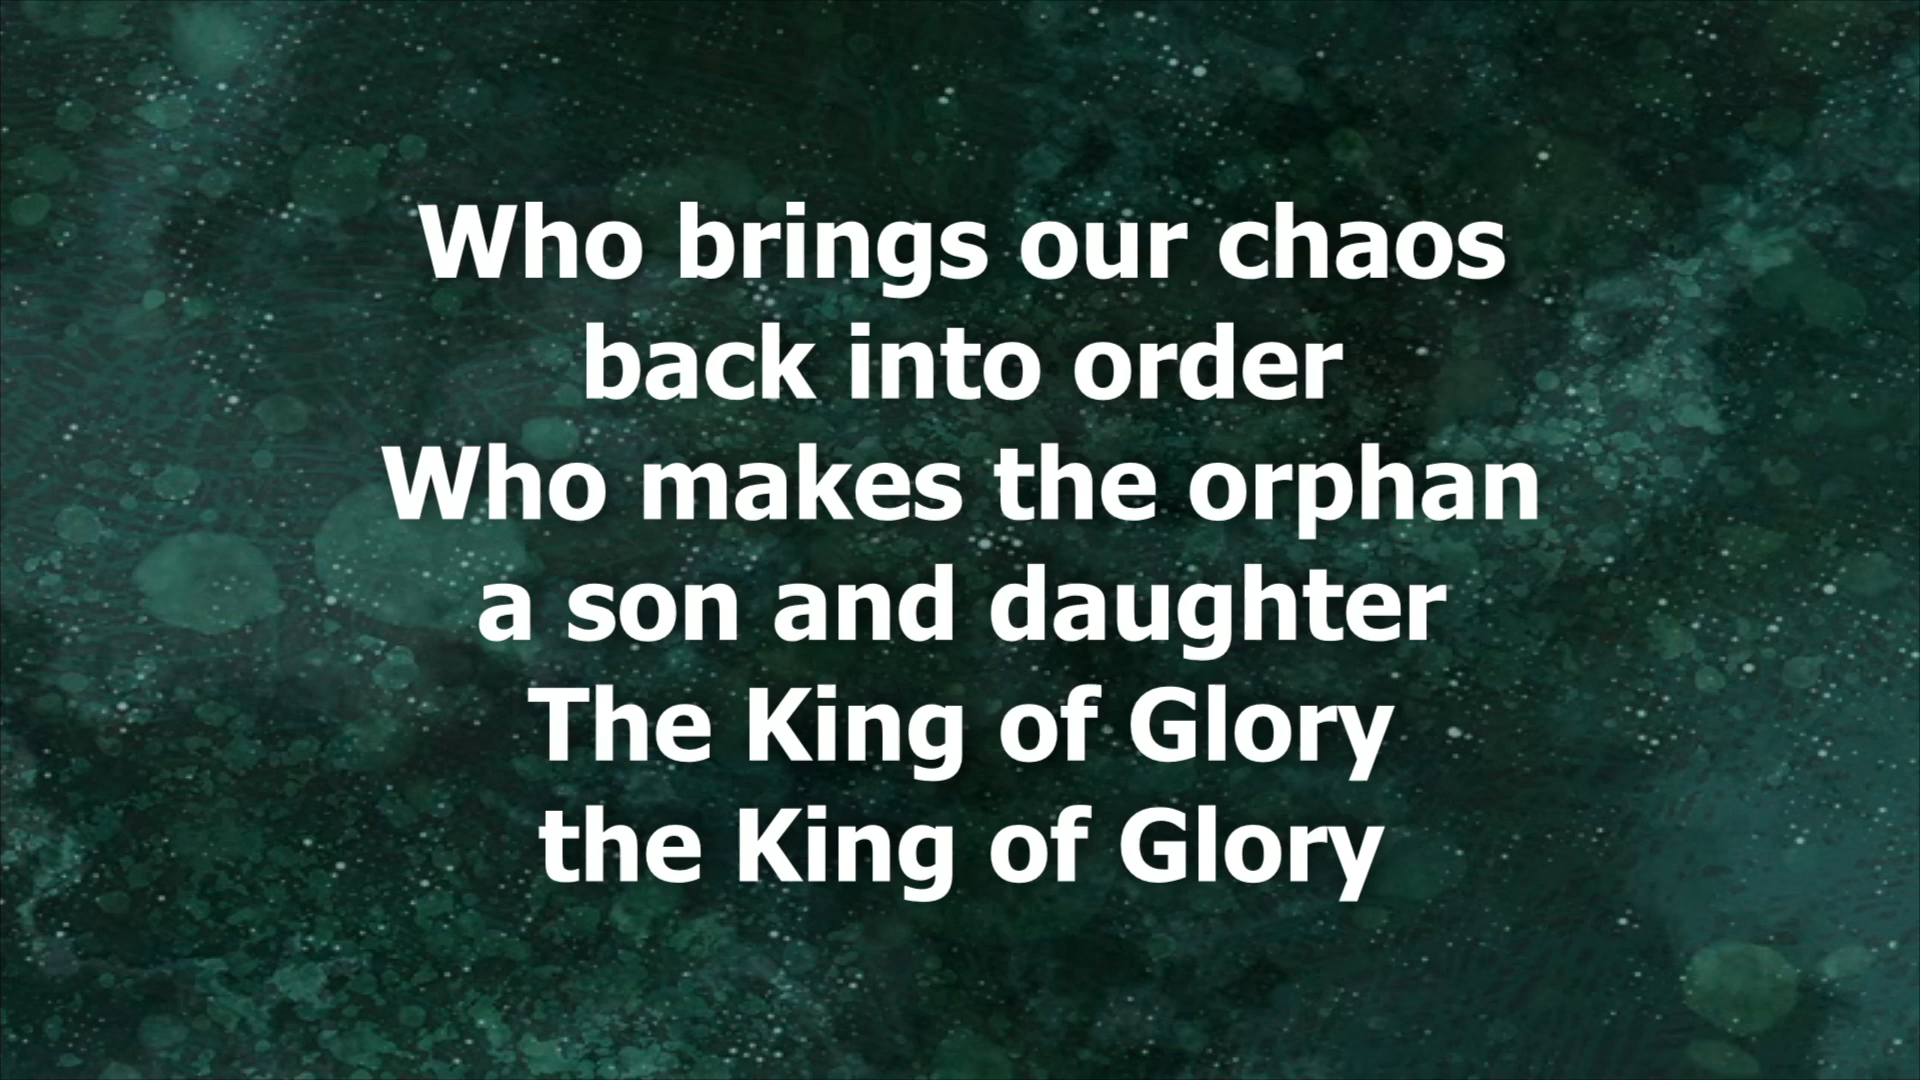 Who brings our chaos
back into order
Who makes the orphan
a son and daughter
The King of Glory
the King of Glory